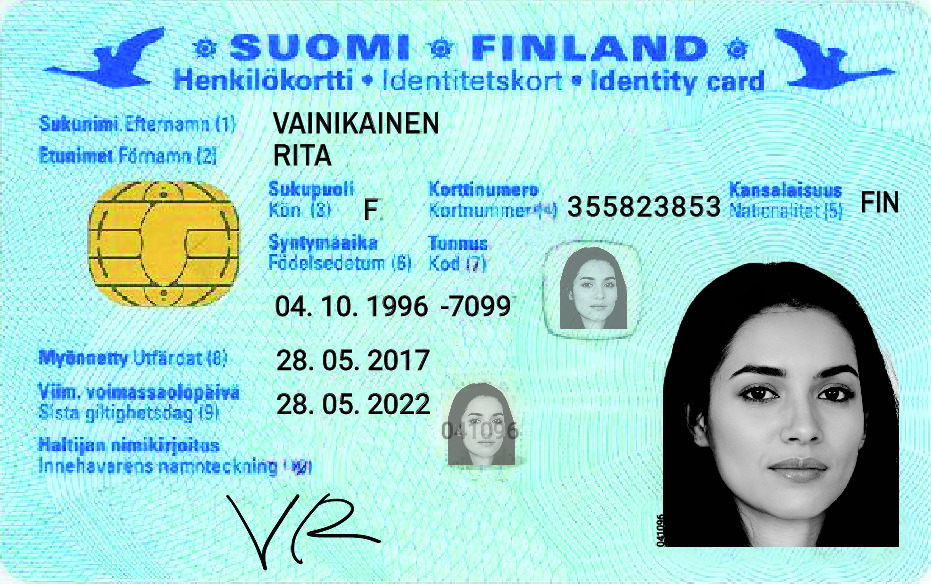 SUOMI FINLAND
Henkilökortti • Identitetskort • Identity card
Sukunimi Efternamn (1) VAINIKAINEN
Etunimet Förnamn (2) RITA
Sukupuoli Korttinumero Kansalaisuus
Kön (3) F Kortnummer (4) 355823853 Nationalitet (5) FIN
Syntymäaika Tunnus
Födelsedetum (6) Kod (7)
04. 10. 1996 -7099
Myönnetty Utfärdat (8) 28. 05. 2017
Viim. voimassaolopäivä
Sista giltighetsdag (9) 28. 05. 2022
041096
Haltijan nimikirjoitus
Innehavarens namnteckning
VR
041096